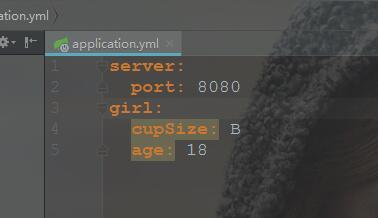 ation.yml
application.yml
1 server:
2 port: 8080
3 girl:
4 cupSize: B
5 age: 18